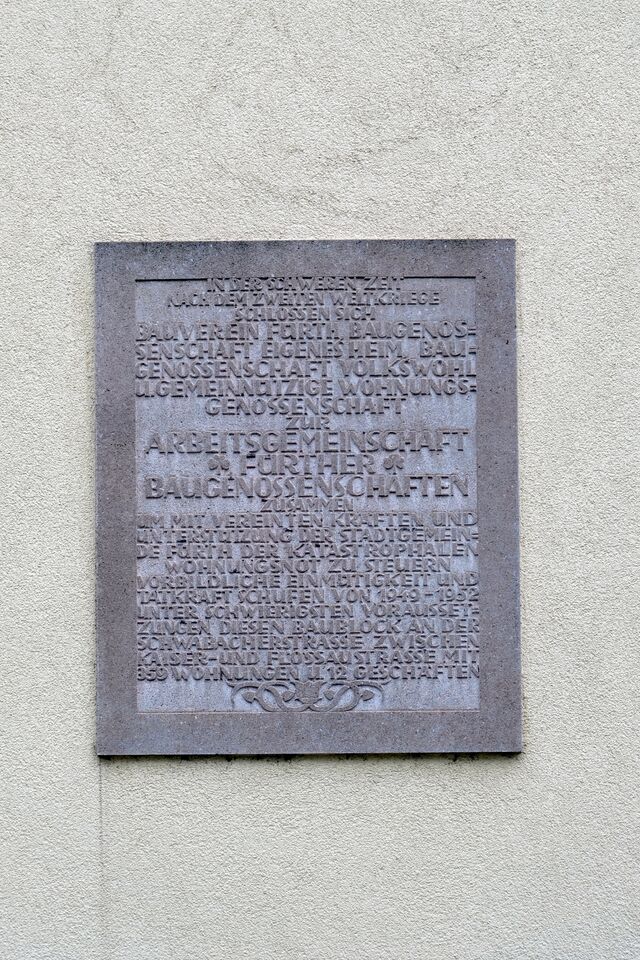 IN DER SCHWEREN ZEIT
NACH DEM ZWEITEN WELTKRIEGE
SCHLOSSEN SICH
BAUVEREIN FÜRTH BAUGENOS=
SENSCHAFT EIGENES HEIM, BAU=
GENOSSENSCHAFT VOLKSWOHL
U. GEMEINNÜTZIGE WOHNUNGS=
GENOSSENSCHAFT
ZUR
ARBEITSGEMEINSCHAFT
FÜRTHER
BAUGENOSSENSCHAFTEN
ZUSAMMEN
UM MIT VEREINTEN KRÄFTEN UND
UNTERSTÜTZUNG DER STADTGEMEIN=
DE FÜRTH DER KATASTROPHALEN
WOHNUNGSNOT ZU STEUERN
VORBILDLICHE EINMÜTIGKEIT UND
TATKRAFT SCHUFEN VON 1949-1952
UNTER SCHWIERIGSTEN VORAUSSET=
ZUNGEN DIESEN BAUBLOCK AN DER
SCHWABACHERSTRASSE ZWISCHEN
KAISER- UND FLÖSSAUSTRASSE MIT
359 WOHNUNGEN U. 12 GESCHÄFTEN